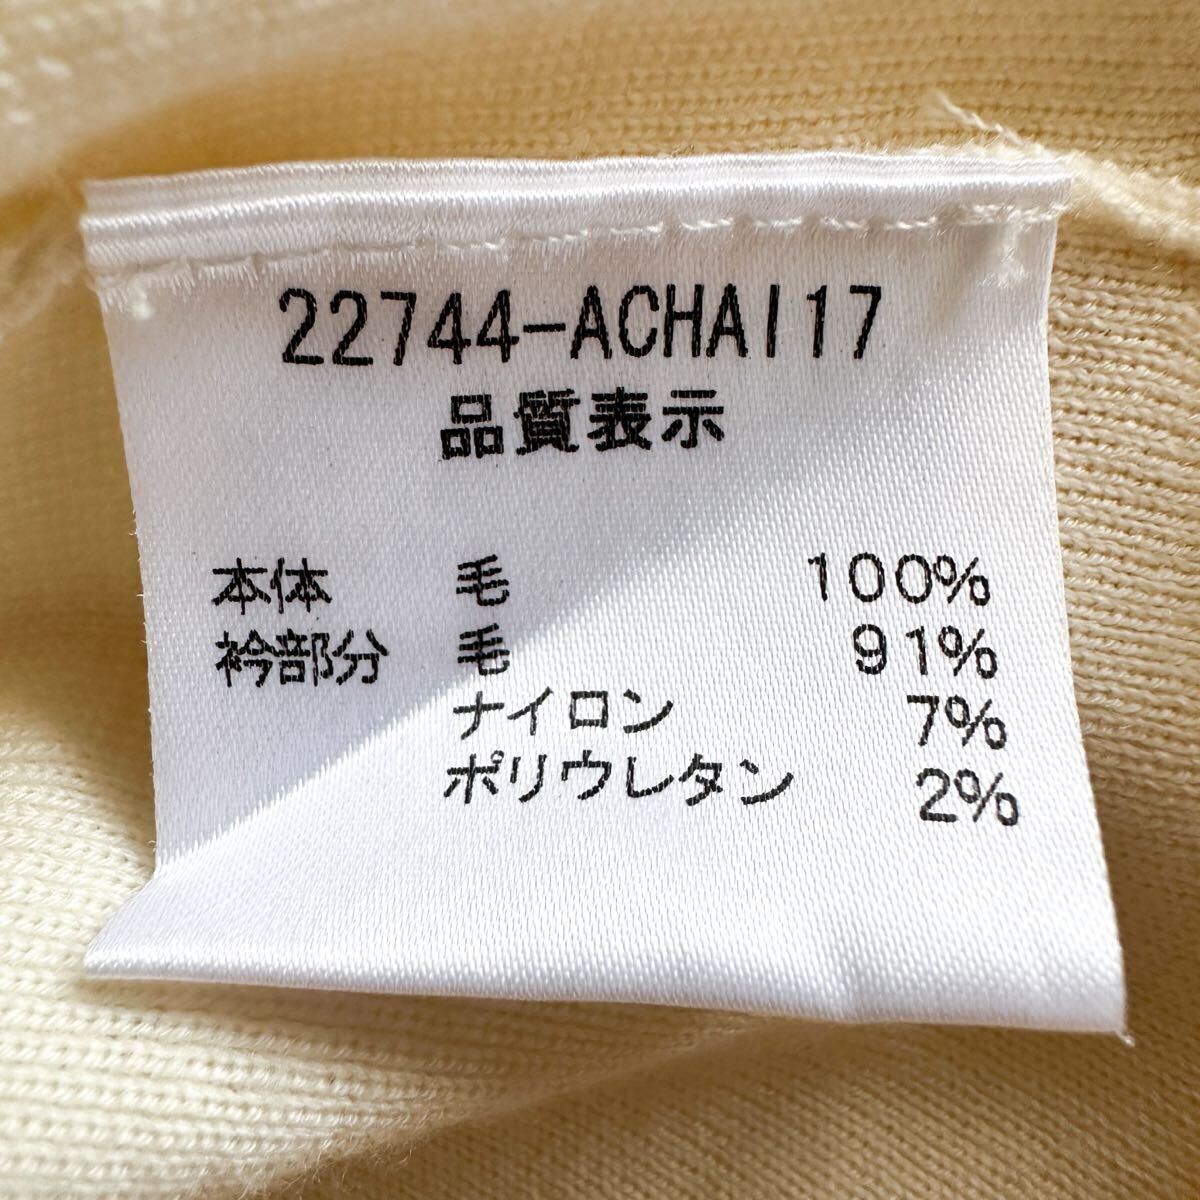 22744-ACHAI17
品質表示
本体 毛 100%
衿部分 毛 91%
ナイロン 7%
ポリウレタン 2%